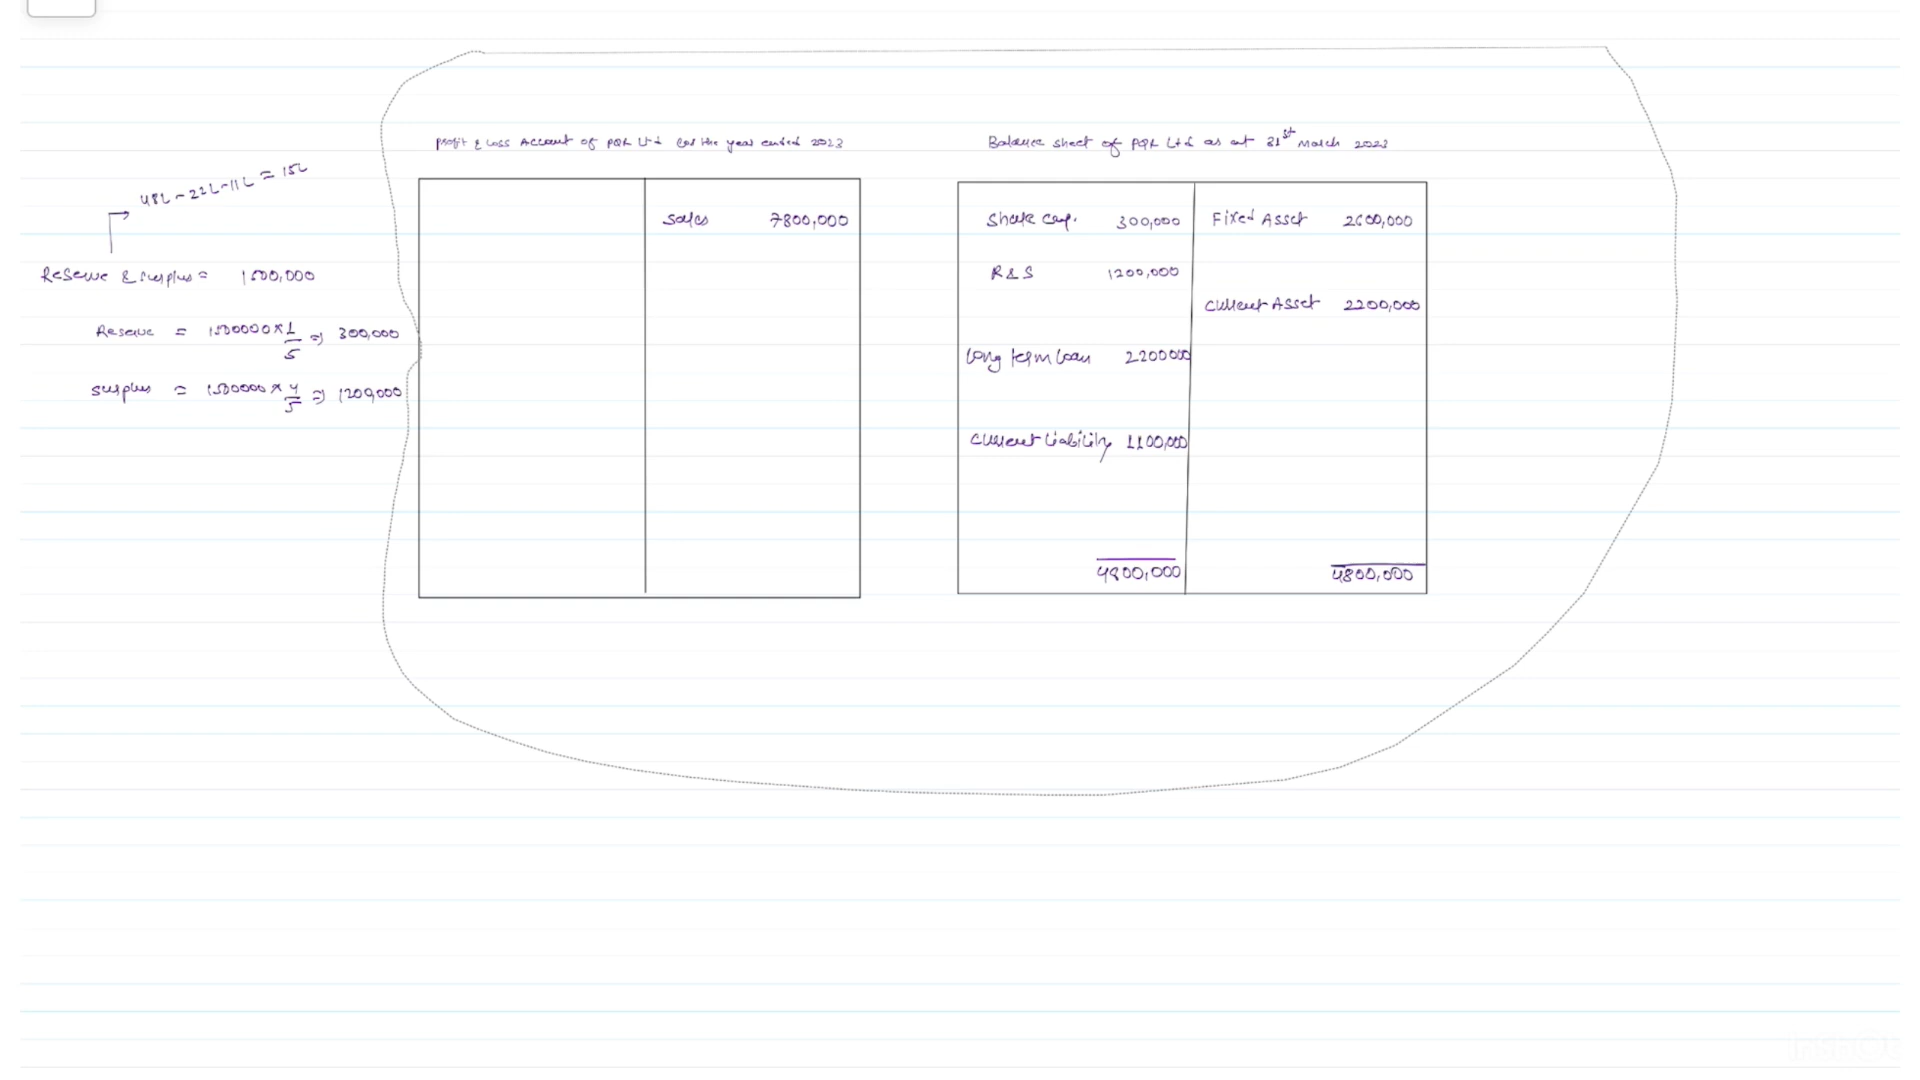 Profit & Loss Account of PQR Ltd for the year ended 2023
Balance sheet of PQR Ltd as at 31st March 2023
48L - 22L - 11L = 15L
Reserve & surplus = 1500,000
Reserve = 1500000 x 1/5 => 300,000
surplus = 1500000 x 4/5 => 1200,000
Sales 7800,000
Share cap. 300,000
R & S 1200,000
Long term loan 2200000
Current liability 1100,000
4800,000
Fixed Asset 2600,000
Current Asset 2200,000
4800,000